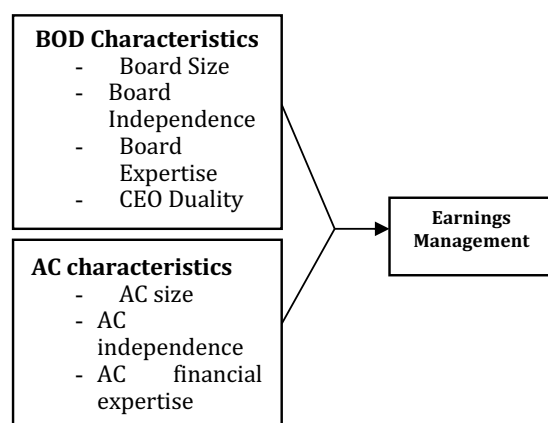 BOD Characteristics
- Board Size
- Board
Independence
- Board
Expertise
- CEO Duality
AC characteristics
- AC size
- AC
independence
- AC financial
expertise
Earnings
Management